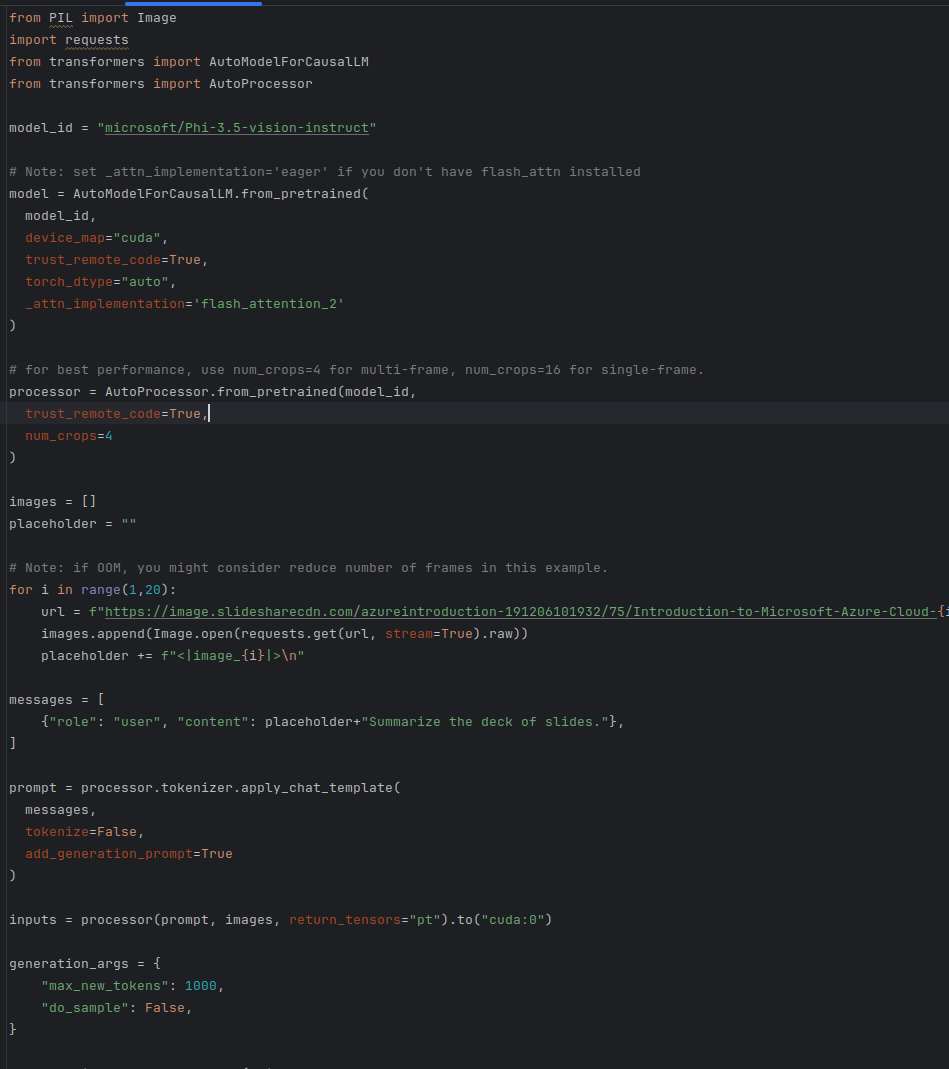 from PIL import Image
import requests
from transformers import AutoModelForCausalLM
from transformers import AutoProcessor

model_id = "microsoft/Phi-3.5-vision-instruct"

# Note: set _attn_implementation='eager' if you don't have flash_attn installed
model = AutoModelForCausalLM.from_pretrained(
  model_id,
  device_map="cuda",
  trust_remote_code=True,
  torch_dtype="auto",
  _attn_implementation='flash_attention_2'
)

# for best performance, use num_crops=4 for multi-frame, num_crops=16 for single-frame.
processor = AutoProcessor.from_pretrained(model_id,
  trust_remote_code=True,
  num_crops=4
)

images = []
placeholder = ""

# Note: if OOM, you might consider reduce number of frames in this example.
for i in range(1,20):
    url = f"https://image.slidesharecdn.com/azureintroduction-191206101932/75/Introduction-to-Microsoft-Azure-Cloud-{i
    images.append(Image.open(requests.get(url, stream=True).raw))
    placeholder += f"<|image_{i}|>\n"

messages = [
    {"role": "user", "content": placeholder+"Summarize the deck of slides."},
]

prompt = processor.tokenizer.apply_chat_template(
  messages,
  tokenize=False,
  add_generation_prompt=True
)

inputs = processor(prompt, images, return_tensors="pt").to("cuda:0")

generation_args = {
    "max_new_tokens": 1000,
    "do_sample": False,
}